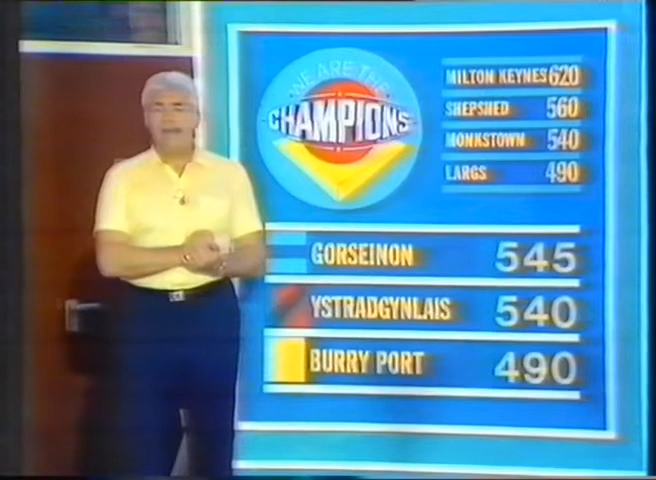 WE ARE THE
CHAMPIONS
MILTON KEYNES 620
SHEPSHED 560
MONKSTOWN 540
LARGS 490
GORSEINON 545
YSTRADGYNLAIS 540
BURRY PORT 490